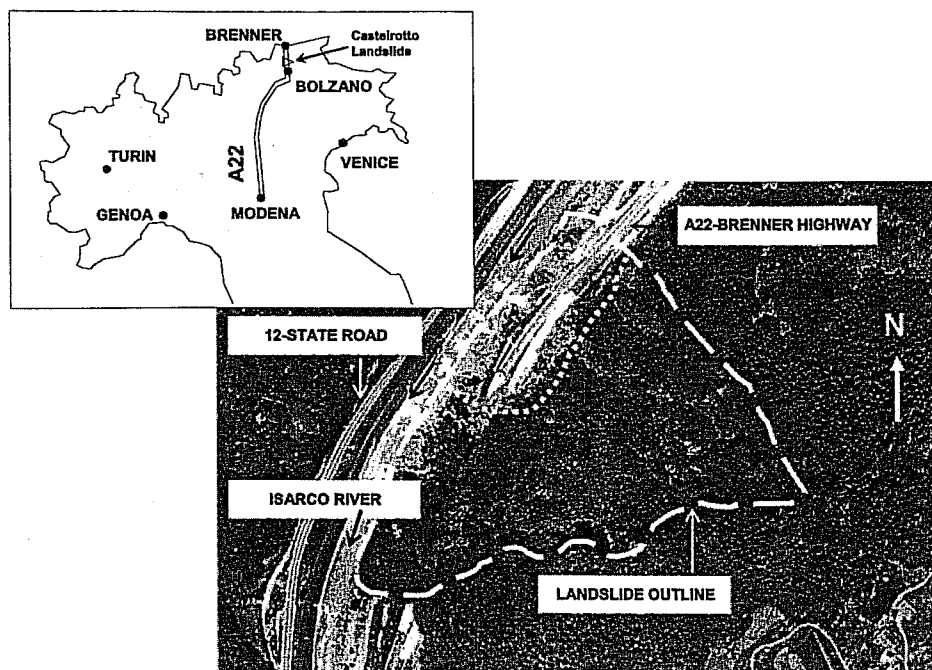 BRENNER
Castelrotto
Landslide
BOLZANO
A22
TURIN
VENICE
GENOA
MODENA
A22-BRENNER HIGHWAY
12-STATE ROAD
N
ISARCO RIVER
LANDSLIDE OUTLINE